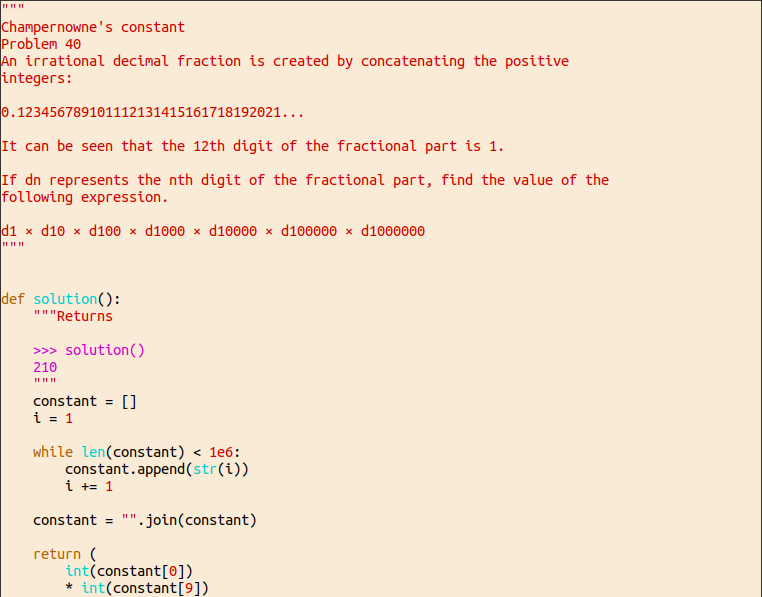 """
Champernowne's constant
Problem 40
An irrational decimal fraction is created by concatenating the positive
integers:

0.123456789101112131415161718192021...

It can be seen that the 12th digit of the fractional part is 1.

If dn represents the nth digit of the fractional part, find the value of the
following expression.

d1 × d10 × d100 × d1000 × d10000 × d100000 × d1000000
"""


def solution():
    """Returns

    >>> solution()
    210
    """
    constant = []
    i = 1

    while len(constant) < 1e6:
        constant.append(str(i))
        i += 1

    constant = "".join(constant)

    return (
        int(constant[0])
        * int(constant[9])